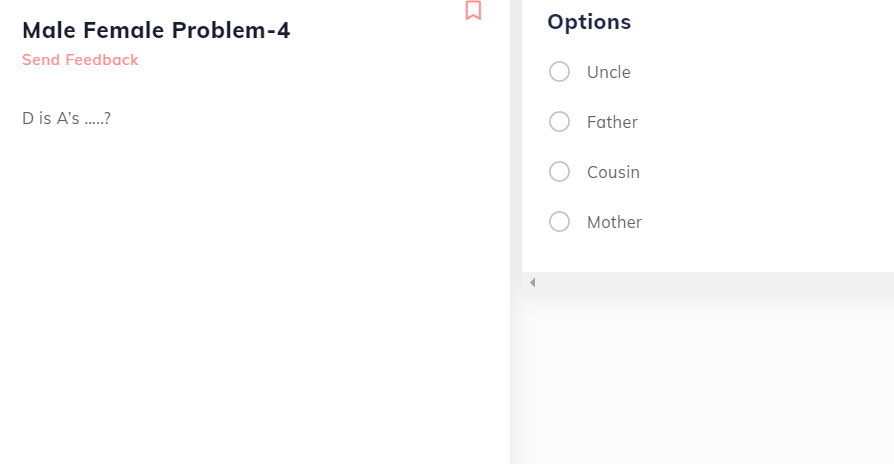 Male Female Problem-4
Send Feedback
D is A's .....?
Options
Uncle
Father
Cousin
Mother